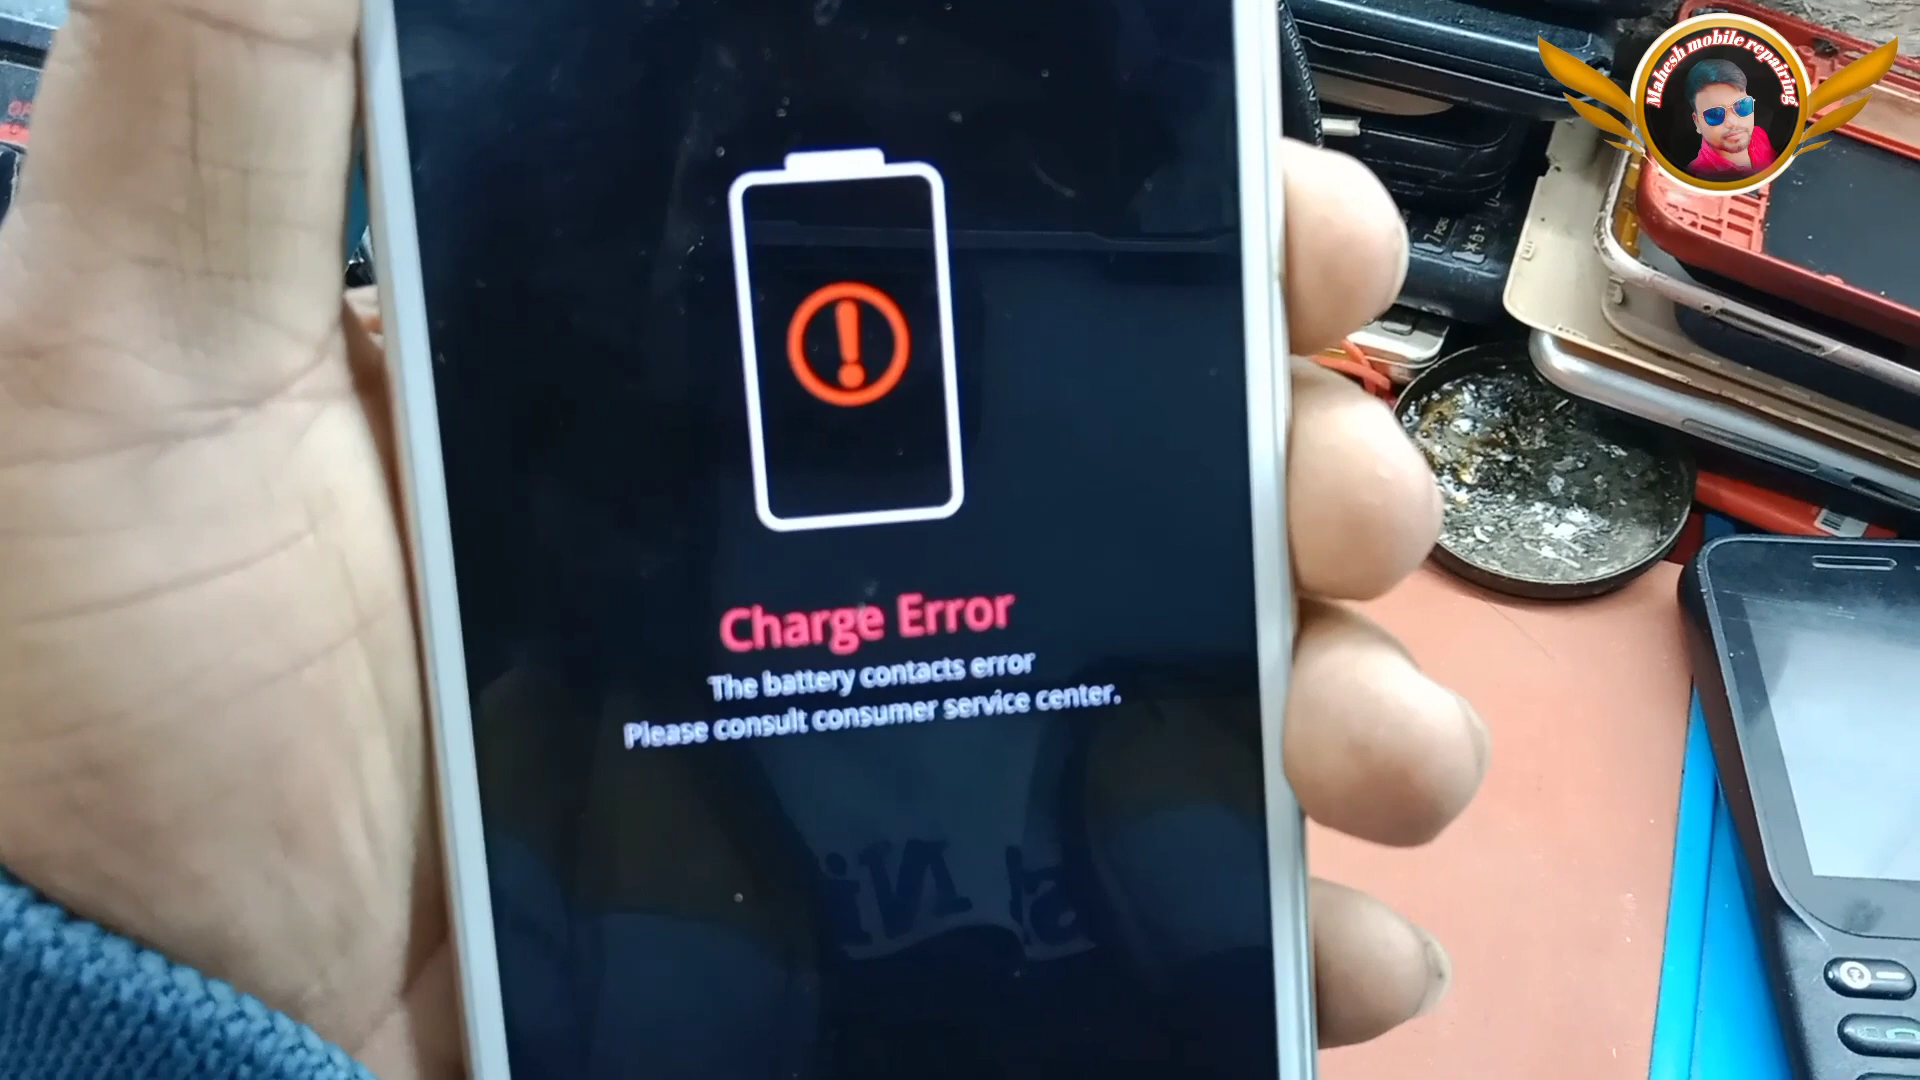 Mahesh mobile repairing
Charge Error
The battery contacts error
Please consult consumer service center.